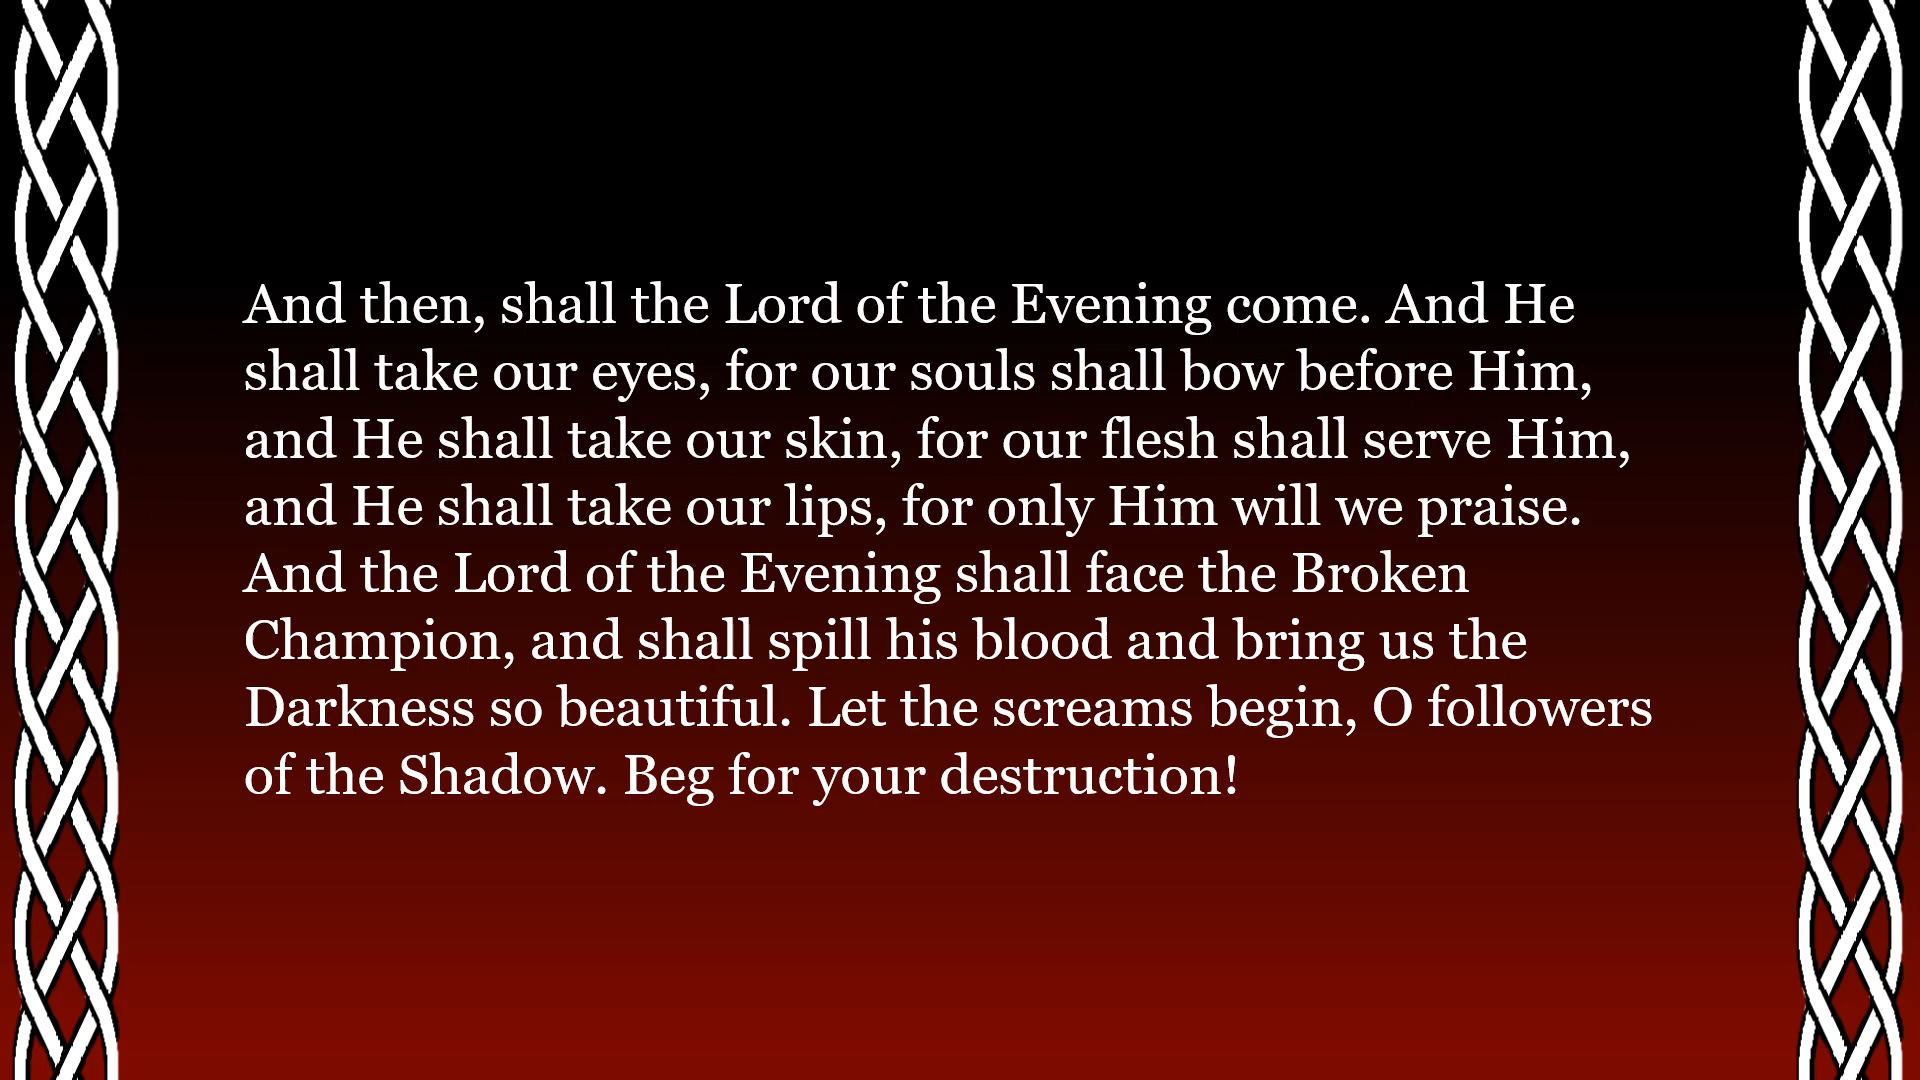 And then, shall the Lord of the Evening come. And He
shall take our eyes, for our souls shall bow before Him,
and He shall take our skin, for our flesh shall serve Him,
and He shall take our lips, for only Him will we praise.
And the Lord of the Evening shall face the Broken
Champion, and shall spill his blood and bring us the
Darkness so beautiful. Let the screams begin, O followers
of the Shadow. Beg for your destruction!